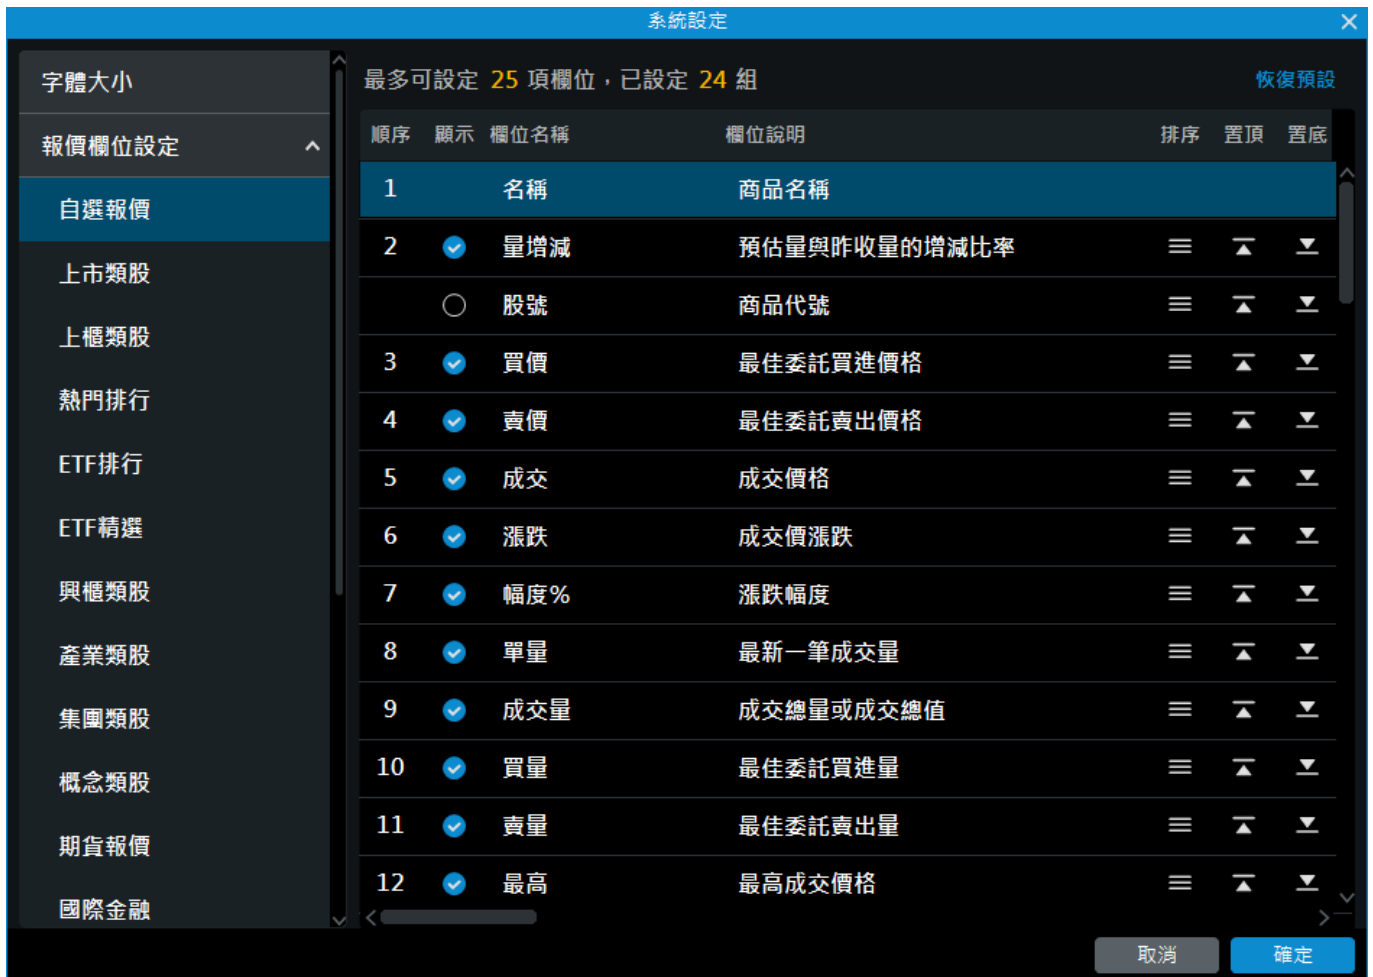 系統設定
字體大小
報價欄位設定
自選報價
上市類股
上櫃類股
熱門排行
ETF排行
ETF精選
興櫃類股
產業類股
集團類股
概念類股
期貨報價
國際金融
最多可設定 25 項欄位，已設定 24 組
恢復預設
順序 顯示 欄位名稱 欄位說明 排序 置頂 置底
1 名稱 商品名稱
2 量增減 預估量與昨收量的增減比率
股號 商品代號
3 買價 最佳委託買進價格
4 賣價 最佳委託賣出價格
5 成交 成交價格
6 漲跌 成交價漲跌
7 幅度% 漲跌幅度
8 單量 最新一筆成交量
9 成交量 成交總量或成交總值
10 買量 最佳委託買進量
11 賣量 最佳委託賣出量
12 最高 最高成交價格
取消
確定